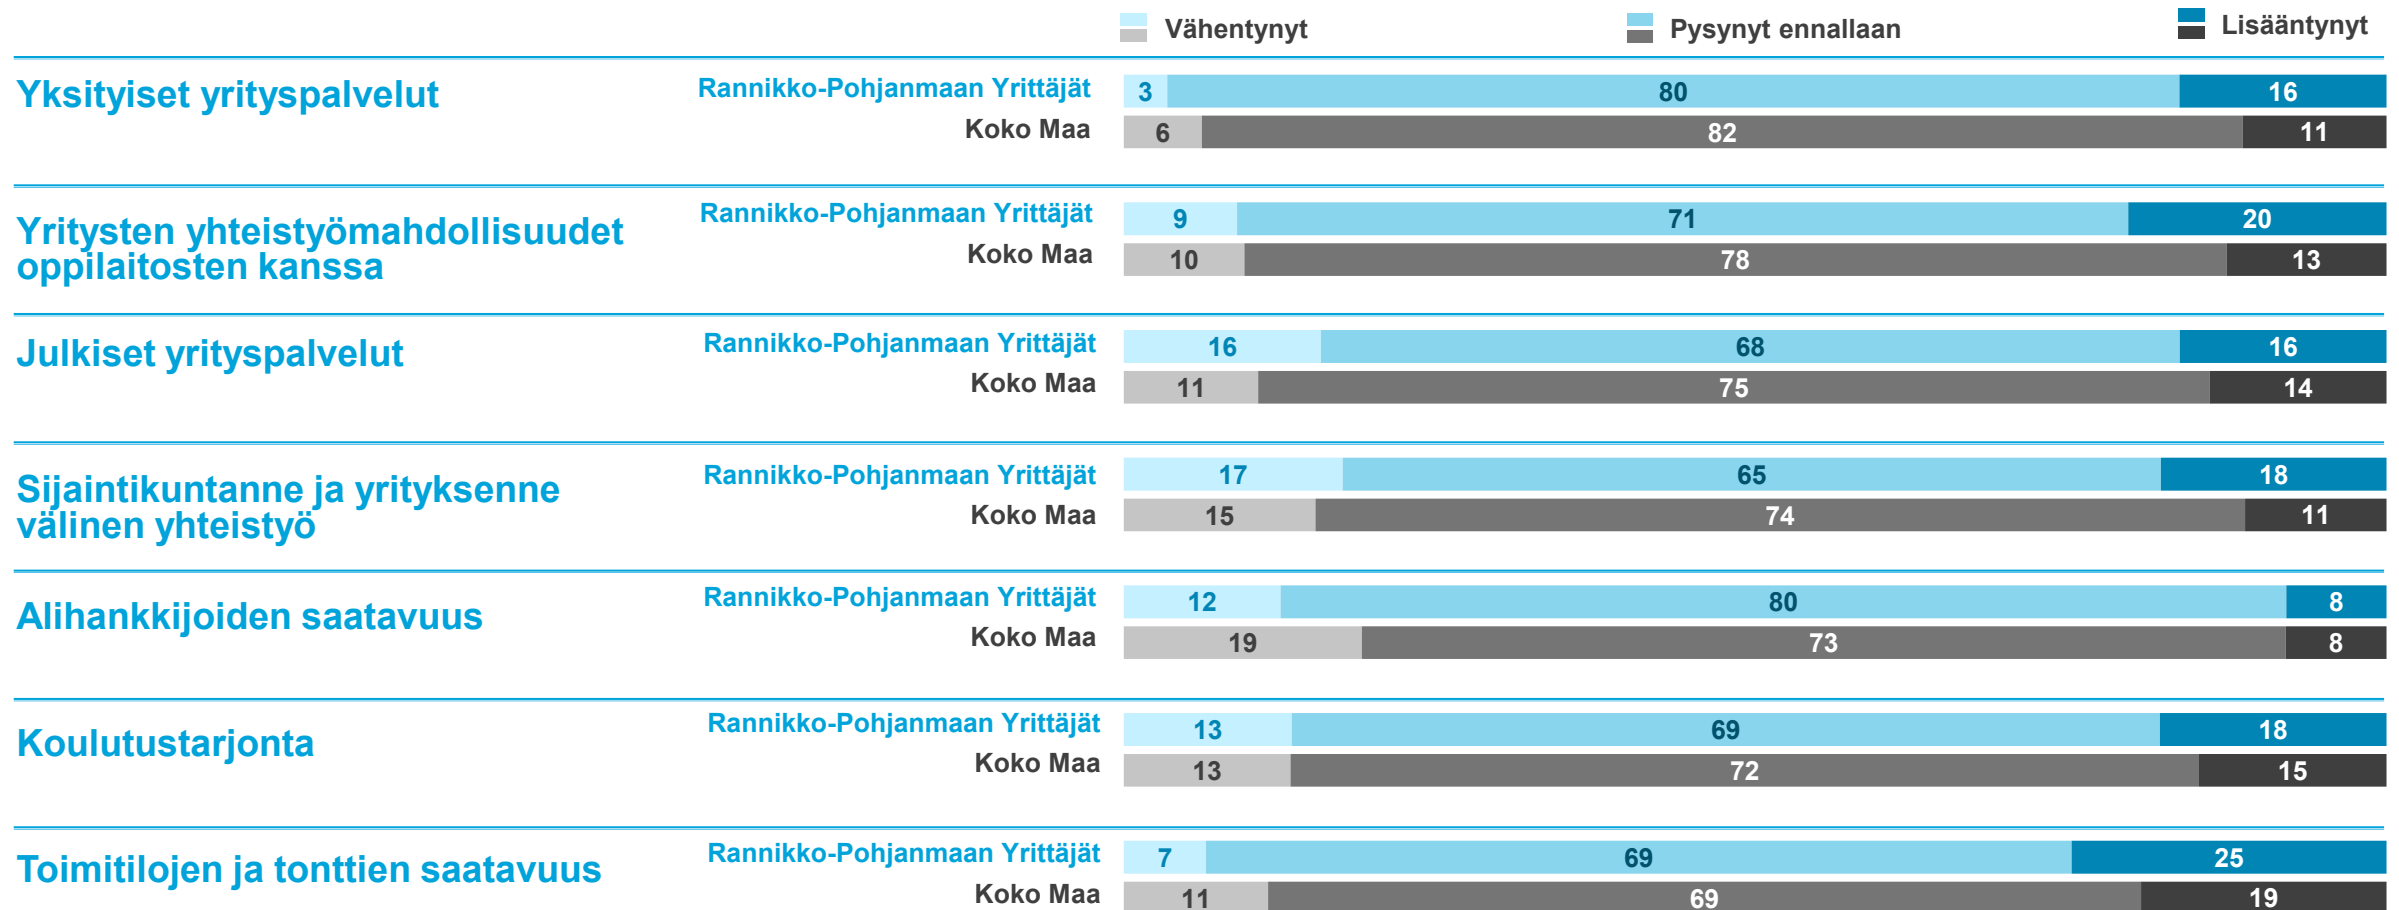 Vähentynyt Pysynyt ennallaan Lisääntynyt
Yksityiset yrityspalvelut
Rannikko-Pohjanmaan Yrittäjät 3 80 16
Koko Maa 6 82 11
Yritysten yhteistyömahdollisuudet
oppilaitosten kanssa
Rannikko-Pohjanmaan Yrittäjät 9 71 20
Koko Maa 10 78 13
Julkiset yrityspalvelut
Rannikko-Pohjanmaan Yrittäjät 16 68 16
Koko Maa 11 75 14
Sijaintikuntanne ja yrityksenne
välinen yhteistyö
Rannikko-Pohjanmaan Yrittäjät 17 65 18
Koko Maa 15 74 11
Alihankkijoiden saatavuus
Rannikko-Pohjanmaan Yrittäjät 12 80 8
Koko Maa 19 73 8
Koulutustarjonta
Rannikko-Pohjanmaan Yrittäjät 13 69 18
Koko Maa 13 72 15
Toimitilojen ja tonttien saatavuus
Rannikko-Pohjanmaan Yrittäjät 7 69 25
Koko Maa 11 69 19